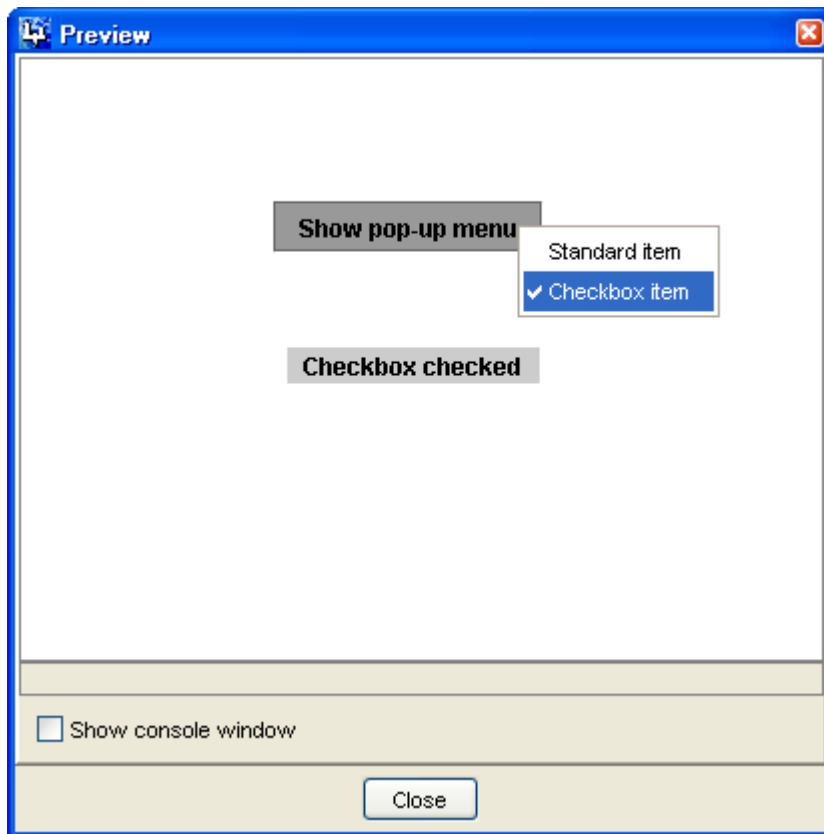 Preview
Show pop-up menu
Standard item
Checkbox item
Checkbox checked
Show console window
Close